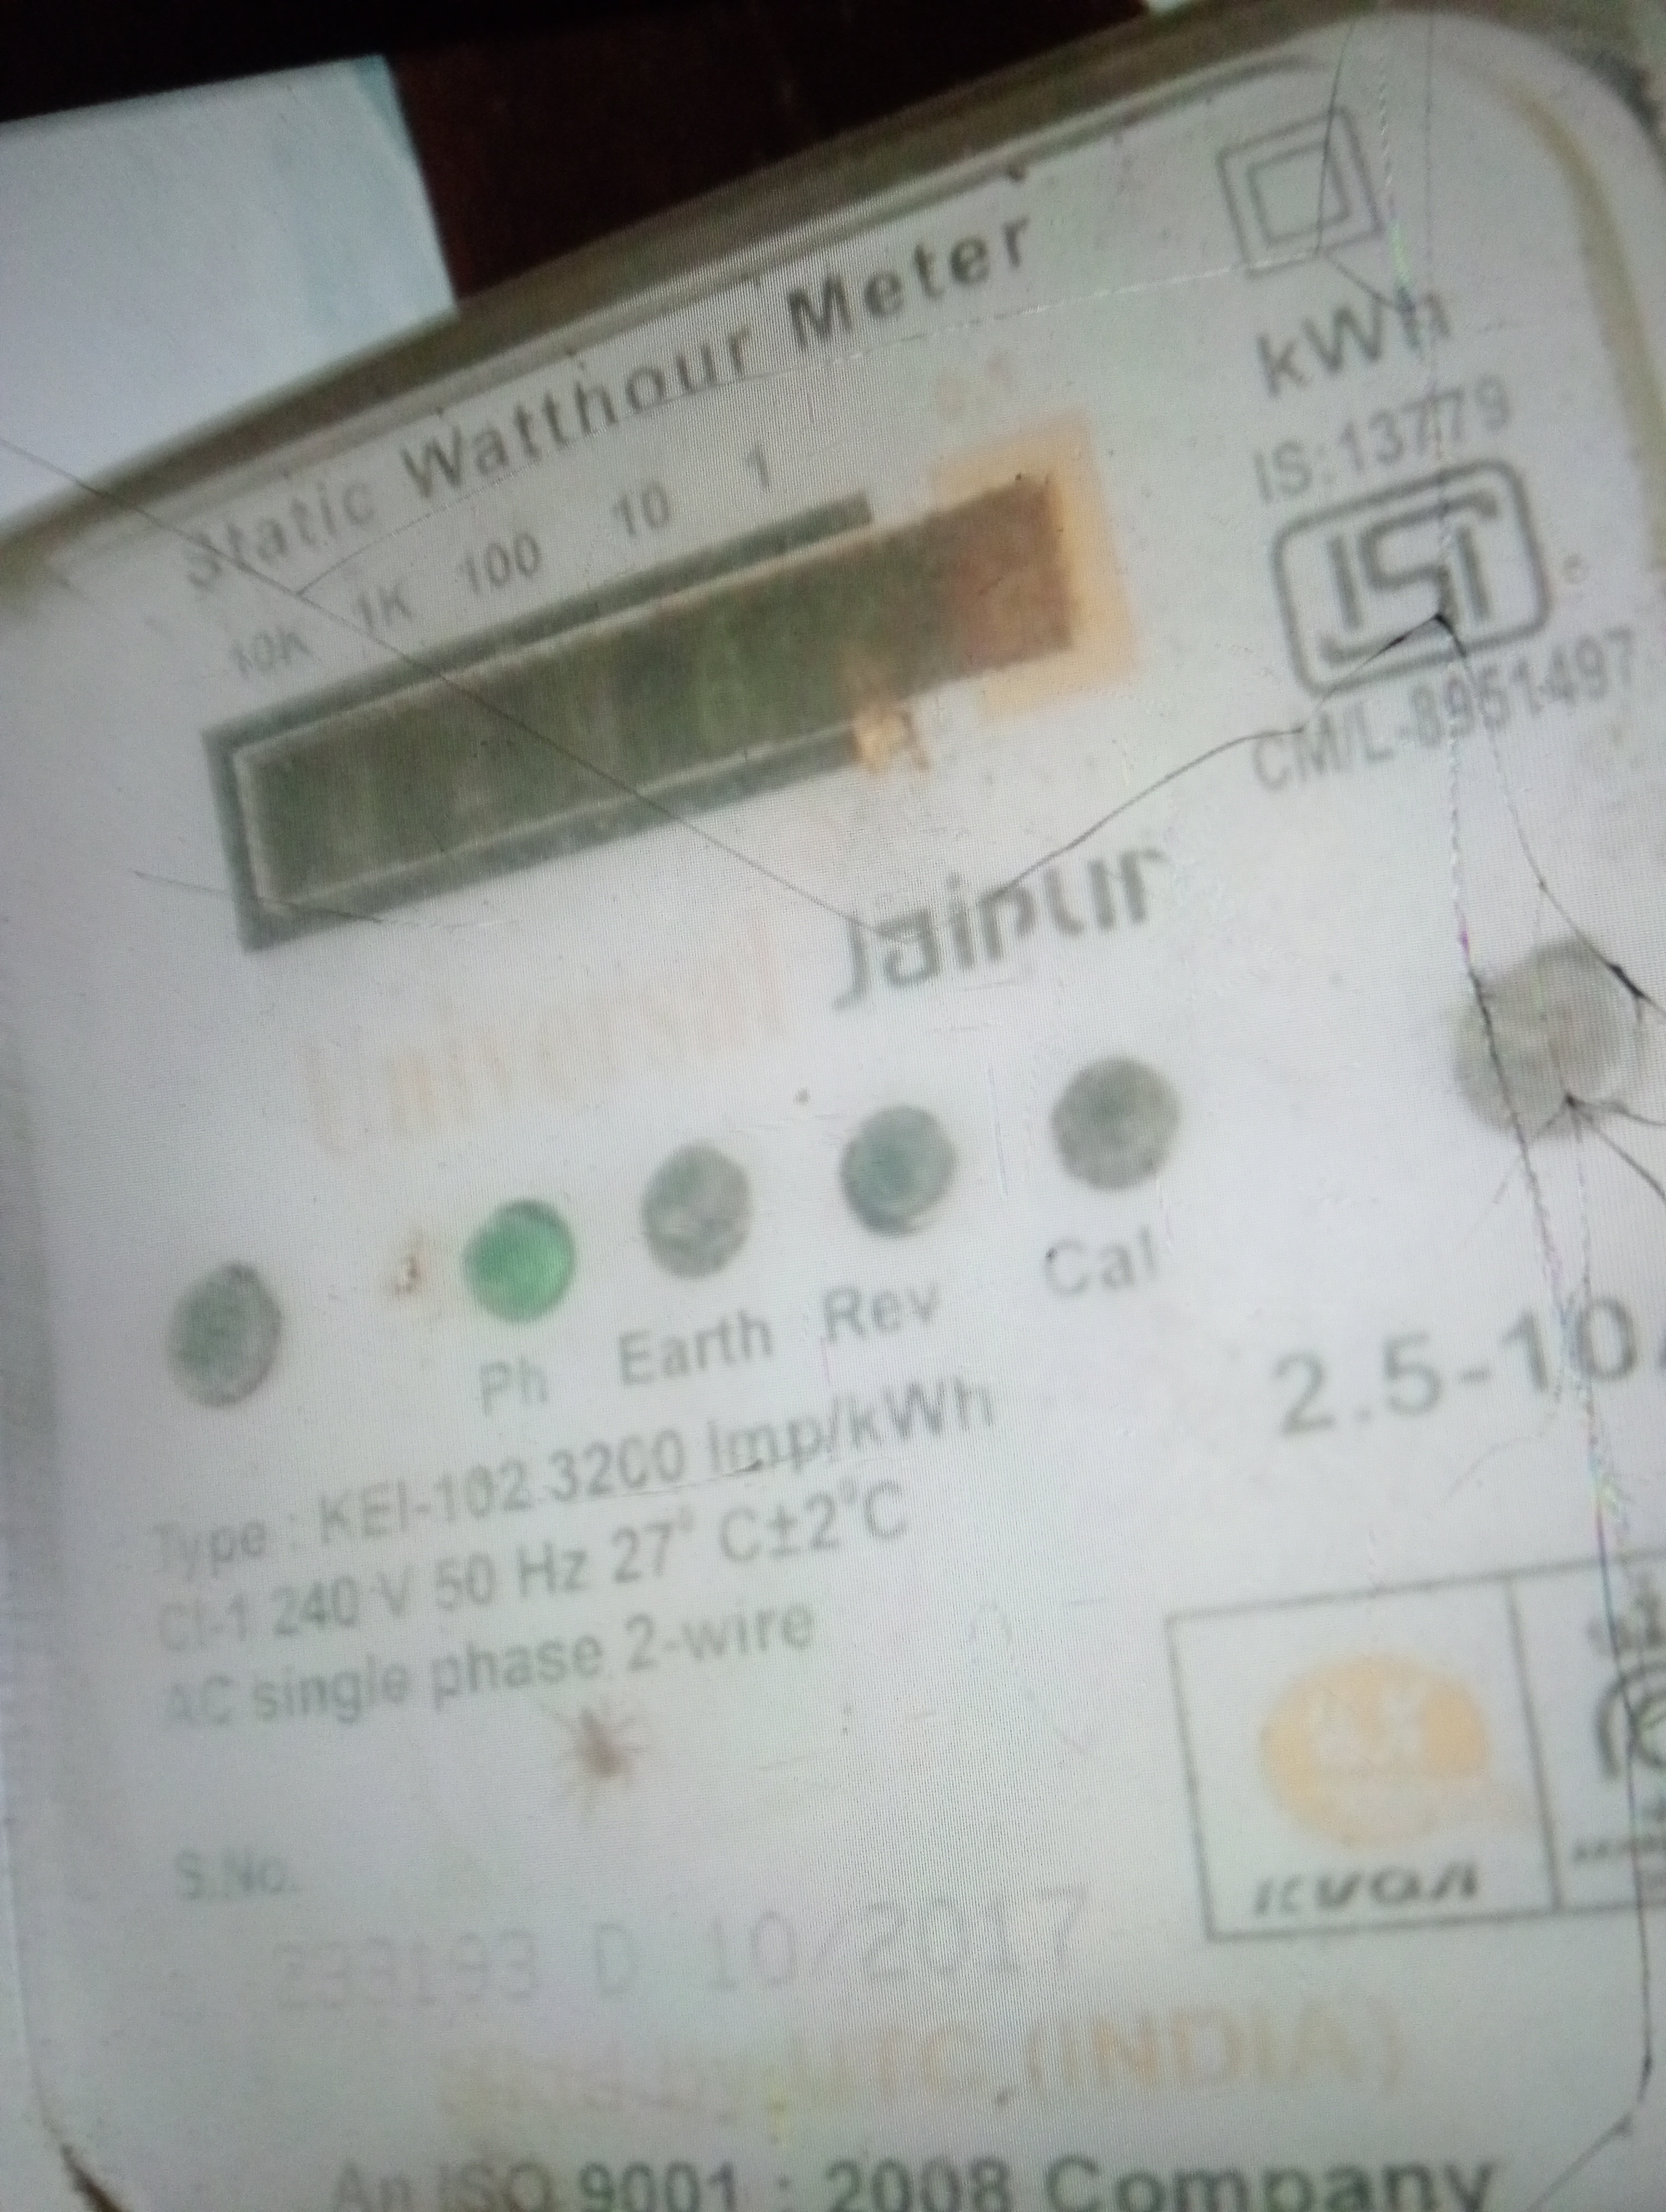 Static Watthour Meter
10K 1K 100 10 1
kWh
IS:13779
ISI
CM/L-8951497
Jaipur
Ph Earth Rev Cal
2.5-10
Type : KEI-102 3200 imp/kWh
Cl-1 240 V 50 Hz 27° C±2°C
AC single phase 2-wire
S.No.
D 10/2017
(INDIA)
An ISO 9001 : 2008 Company